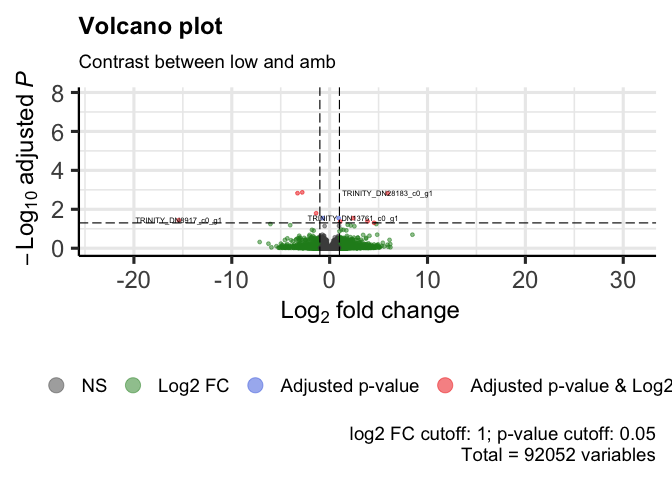 Volcano plot
Contrast between low and amb
8
6
4
2
0
−Log10 adjusted P
TRINITY_DN28183_c0_g1
TRINITY_DN13761_c0_g1
TRINITY_DN8917_c0_g1
-20 -10 0 10 20 30
Log2 fold change
NS Log2 FC Adjusted p-value Adjusted p-value & Log2
log2 FC cutoff: 1; p-value cutoff: 0.05
Total = 92052 variables